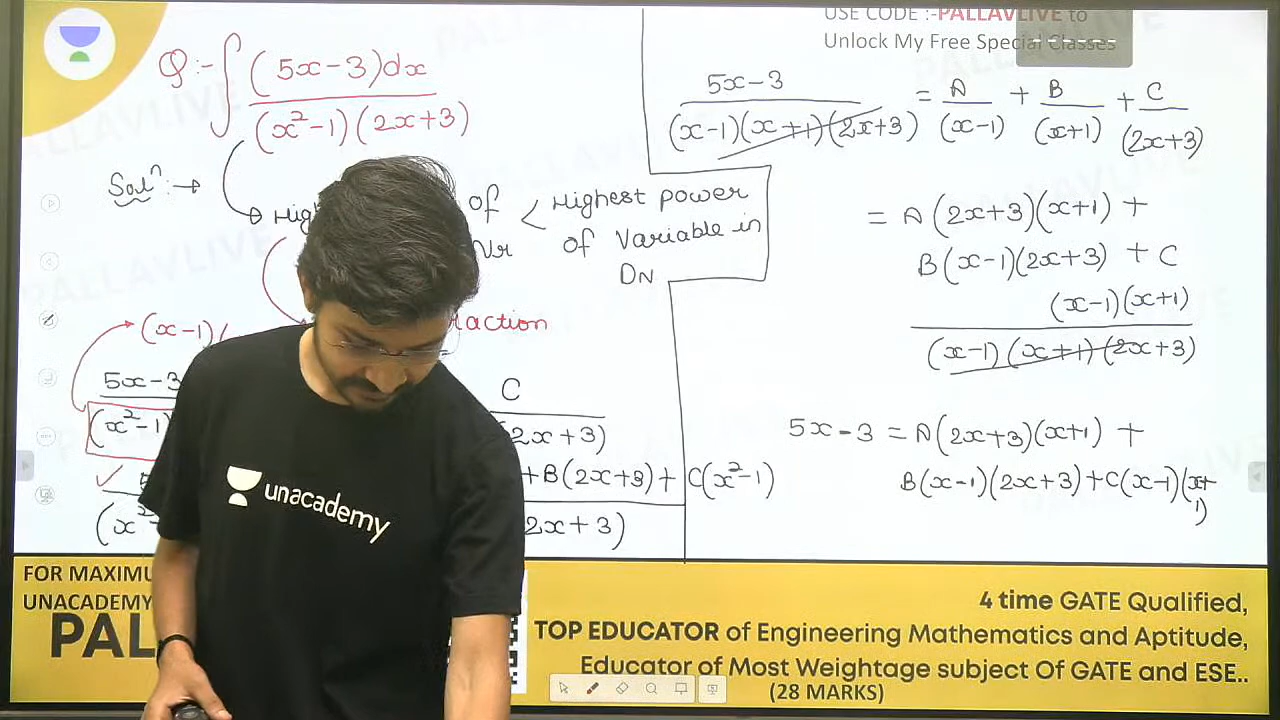 USE CODE :-PALLAVLIVE to
Unlock My Free Special Classes
Q :- ∫ (5x-3)dx
(x²-1)(2x+3)
Solⁿ :→
of < Highest power
Nr of Variable in
DN
(x-1)
5x-3 C
(x²-1) 2x+3)
+B(2x+3)+ C(x²-1)
(x² 2x+3)
5x-3 = A + B + C
(x-1)(x+1)(2x+3) (x-1) (x+1) (2x+3)
= A(2x+3)(x+1) +
B(x-1)(2x+3) + C
(x-1)(x+1)
(x-1)(x+1)(2x+3)
5x-3 = A(2x+3)(x+1) +
B(x-1)(2x+3)+C(x-1)(x+
1)
unacademy
FOR
UNACADEMY
4 time GATE Qualified,
TOP EDUCATOR of Engineering Mathematics and Aptitude,
Educator of Most Weightage subject Of GATE and ESE..
(28 MARKS)
PALLAVLIVE